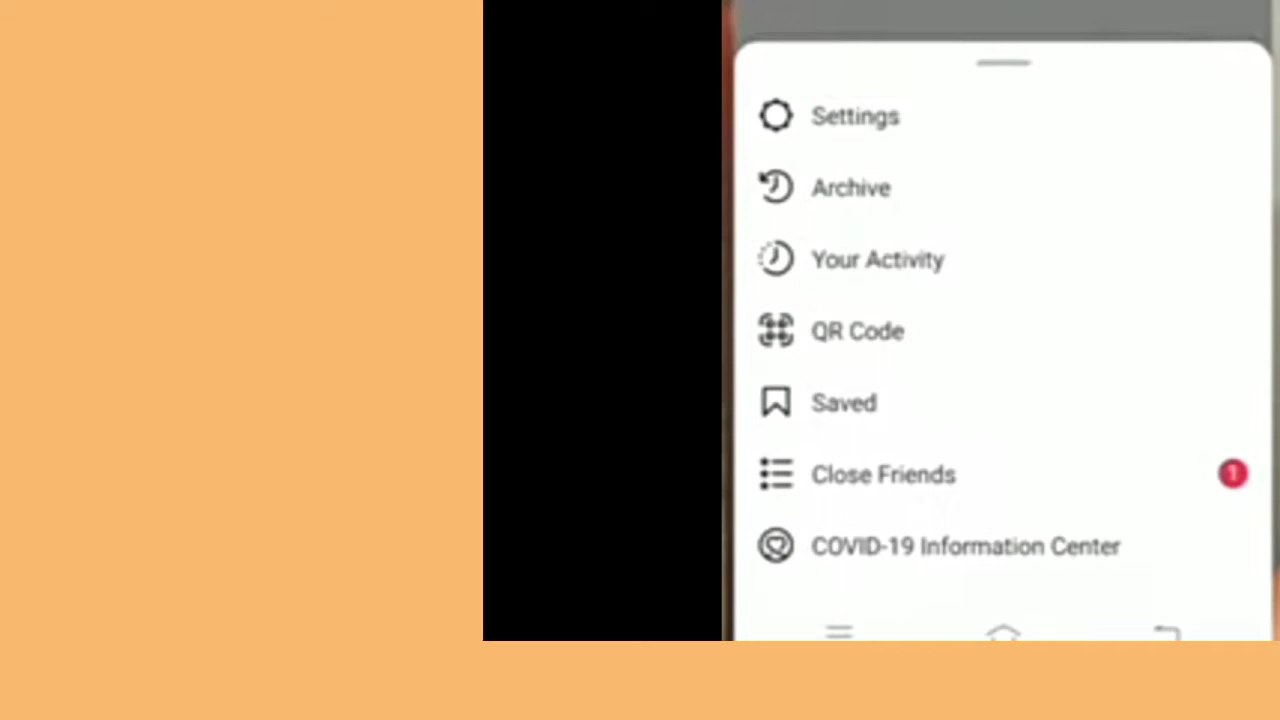 Settings
Archive
Your Activity
QR Code
Saved
Close Friends
1
COVID-19 Information Center